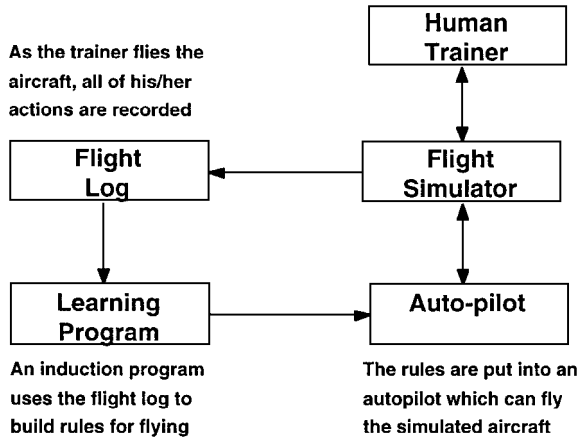 Human
Trainer
As the trainer flies the
aircraft, all of his/her
actions are recorded
Flight
Log
Flight
Simulator
Learning
Program
Auto-pilot
An induction program
uses the flight log to
build rules for flying
The rules are put into an
autopilot which can fly
the simulated aircraft